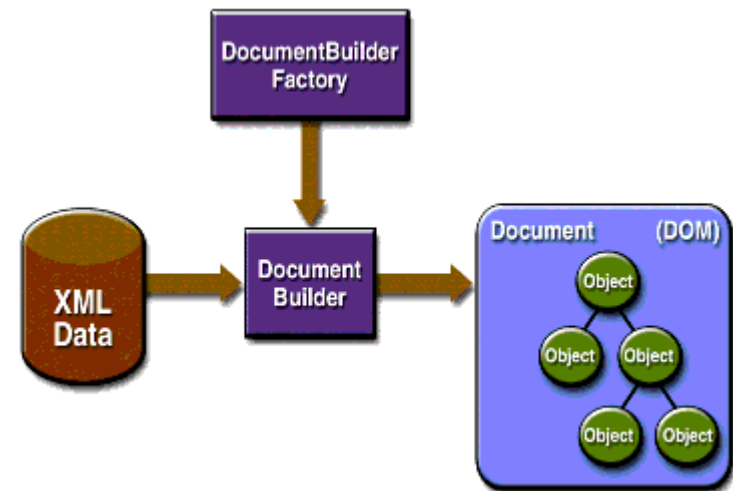 DocumentBuilder
Factory
XML
Data
Document
Builder
Document (DOM)
Object
Object
Object
Object
Object